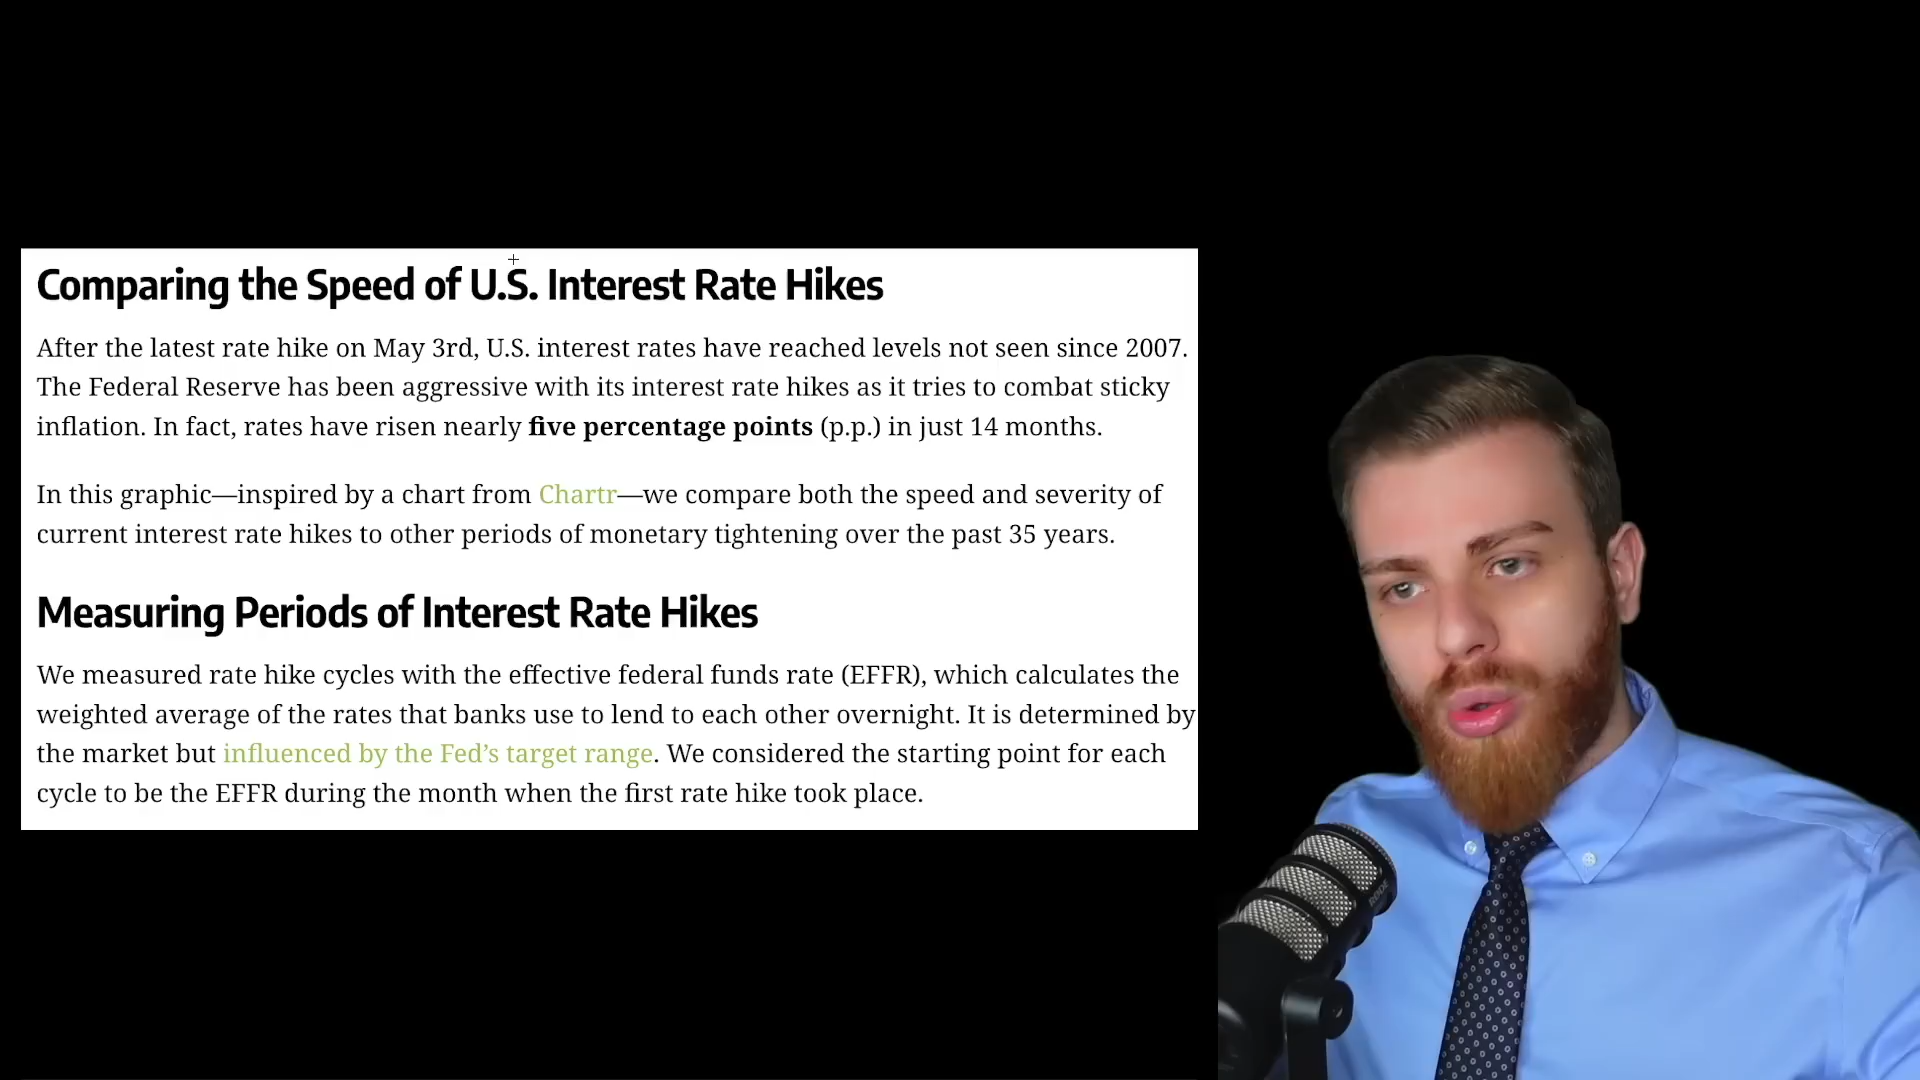 Comparing the Speed of U.S. Interest Rate Hikes
After the latest rate hike on May 3rd, U.S. interest rates have reached levels not seen since 2007.
The Federal Reserve has been aggressive with its interest rate hikes as it tries to combat sticky
inflation. In fact, rates have risen nearly five percentage points (p.p.) in just 14 months.
In this graphic—inspired by a chart from Chartr—we compare both the speed and severity of
current interest rate hikes to other periods of monetary tightening over the past 35 years.
Measuring Periods of Interest Rate Hikes
We measured rate hike cycles with the effective federal funds rate (EFFR), which calculates the
weighted average of the rates that banks use to lend to each other overnight. It is determined by
the market but influenced by the Fed’s target range. We considered the starting point for each
cycle to be the EFFR during the month when the first rate hike took place.
RODE